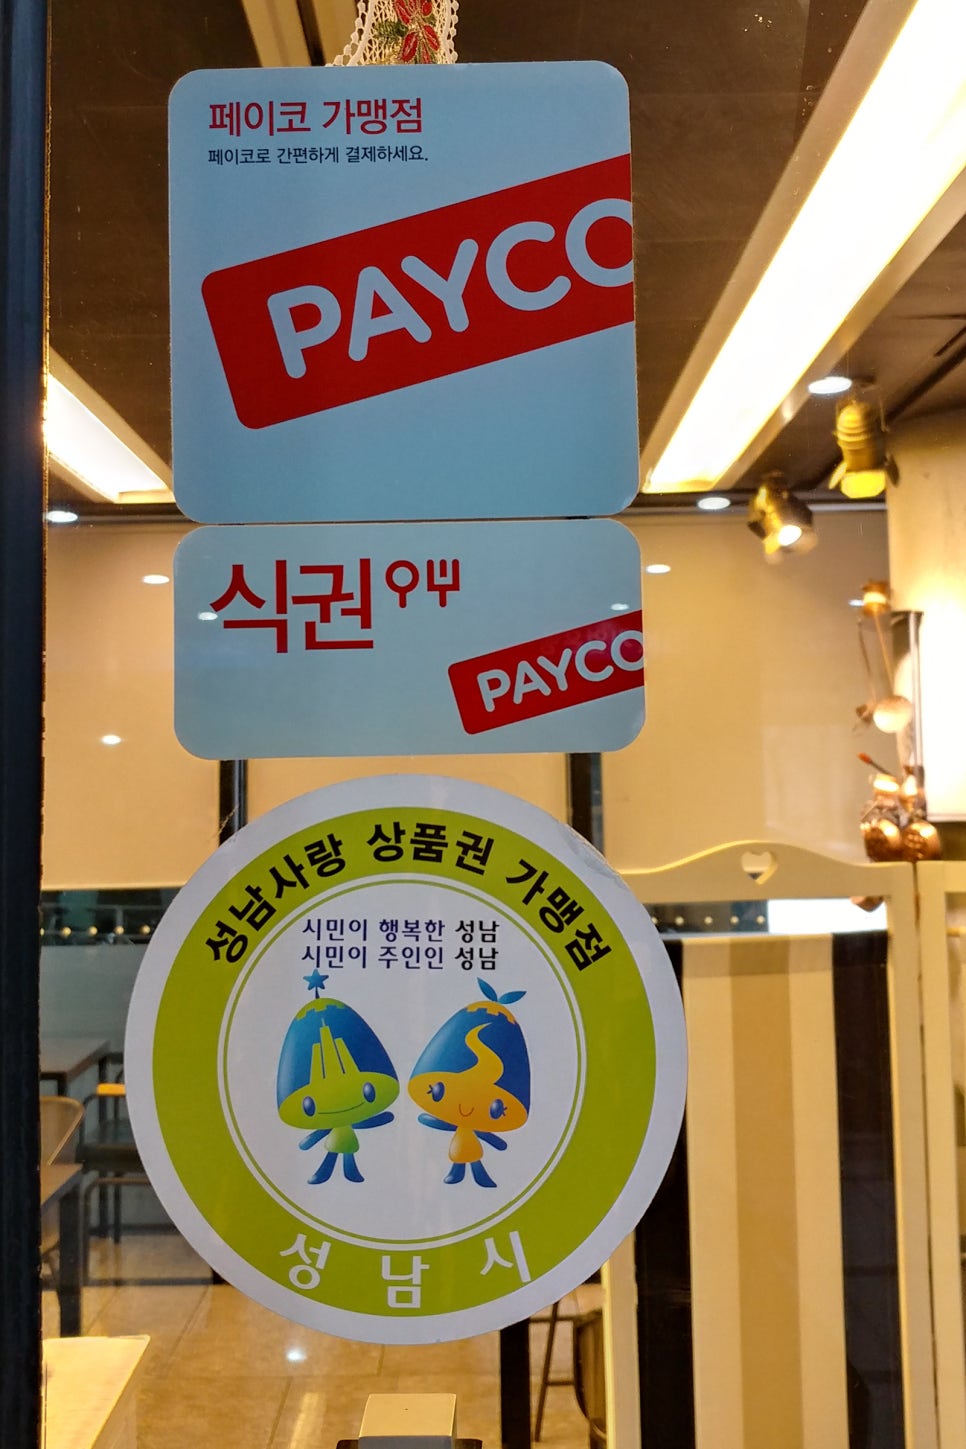 페이코 가맹점
페이코로 간편하게 결제하세요.
PAYCO
식권
PAYCO
성남사랑 상품권 가맹점
시민이 행복한 성남
시민이 주인인 성남
성남시